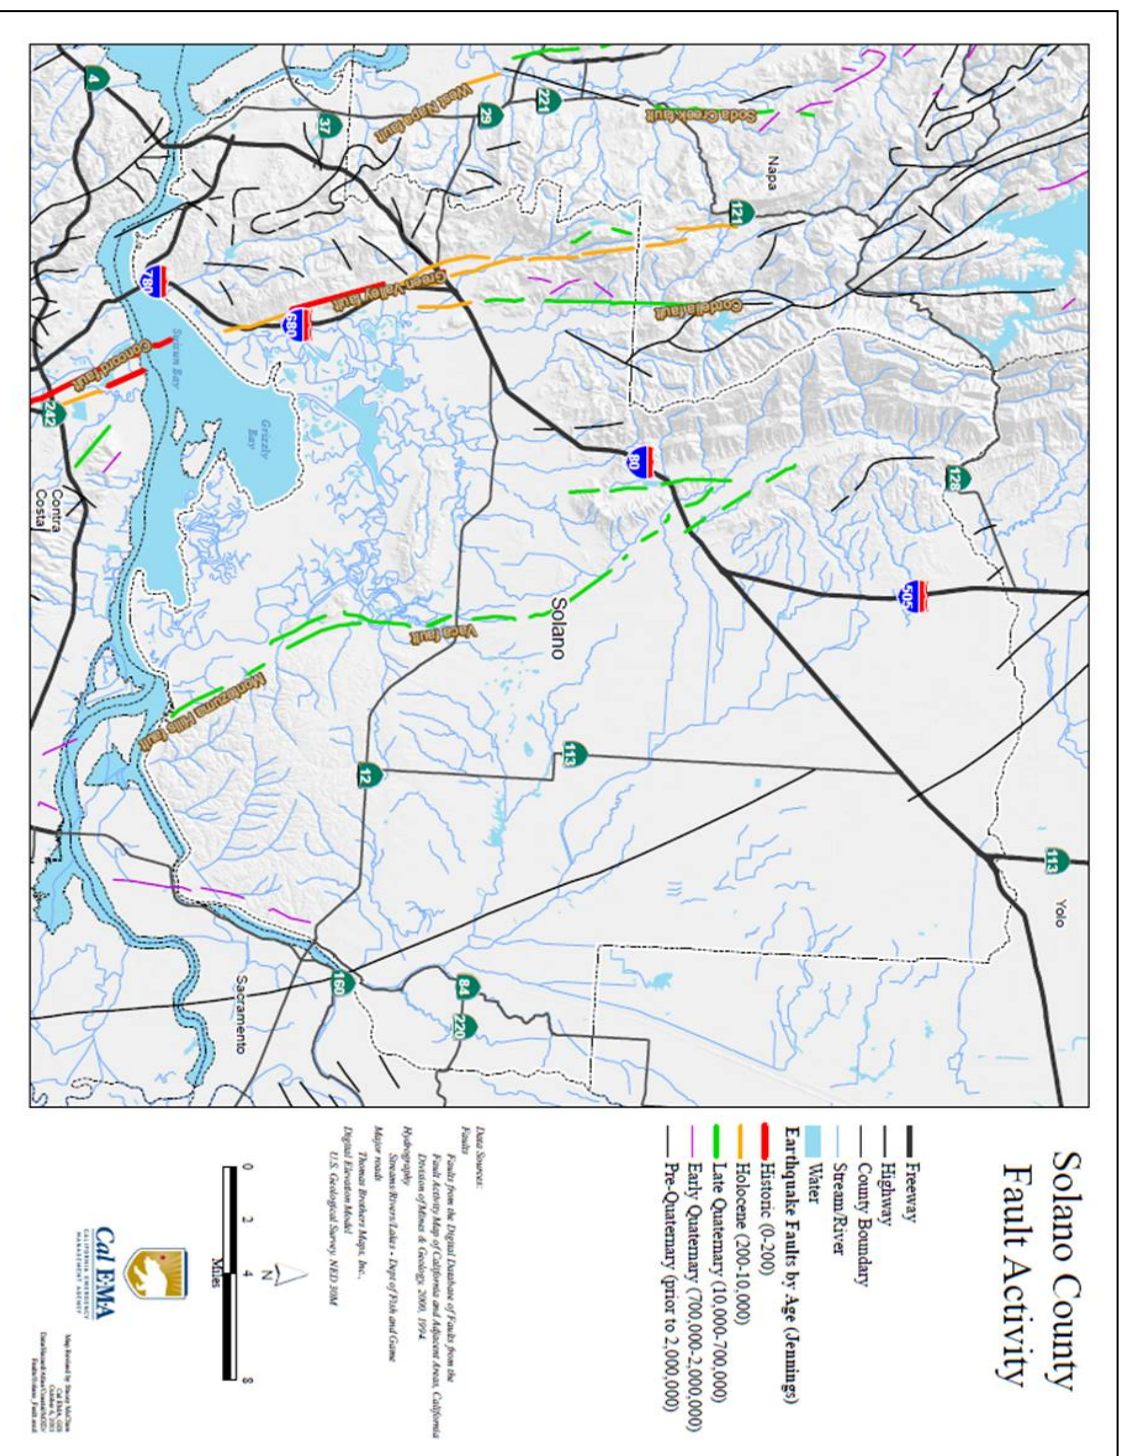 Solano County
Fault Activity
Freeway
Highway
County Boundary
Stream/River
Water
Earthquake Faults by Age (Jennings)
Historic (0-200)
Holocene (200-10,000)
Late Quaternary (10,000-700,000)
Early Quaternary (700,000-2,000,000)
Pre-Quaternary (prior to 2,000,000)
Data Sources:
Faults
Faults from the Digital Database of Faults from the
Fault Activity Map of California and Adjacent Areas, California
Division of Mines & Geology, 2000, 1994.
Hydrography
Streams/Rivers/Lakes - Dept of Fish and Game
Major roads
Thomas Brothers Maps, Inc.,
Digital Elevation Model
U.S. Geological Survey, NED 30M
N
0 2 4 8
Miles
Cal EMA
CALIFORNIA EMERGENCY
MANAGEMENT AGENCY
Napa
Yolo
Solano
Sacramento
Contra
Costa
Suisun Bay
Grizzly
Bay
West Napa fault
Soda Creek fault
Green Valley fault
Cordelia fault
Concord fault
Vaca fault
Montezuma Hills fault
4
37
29
221
121
128
780
680
80
505
242
12
113
113
160
84
220